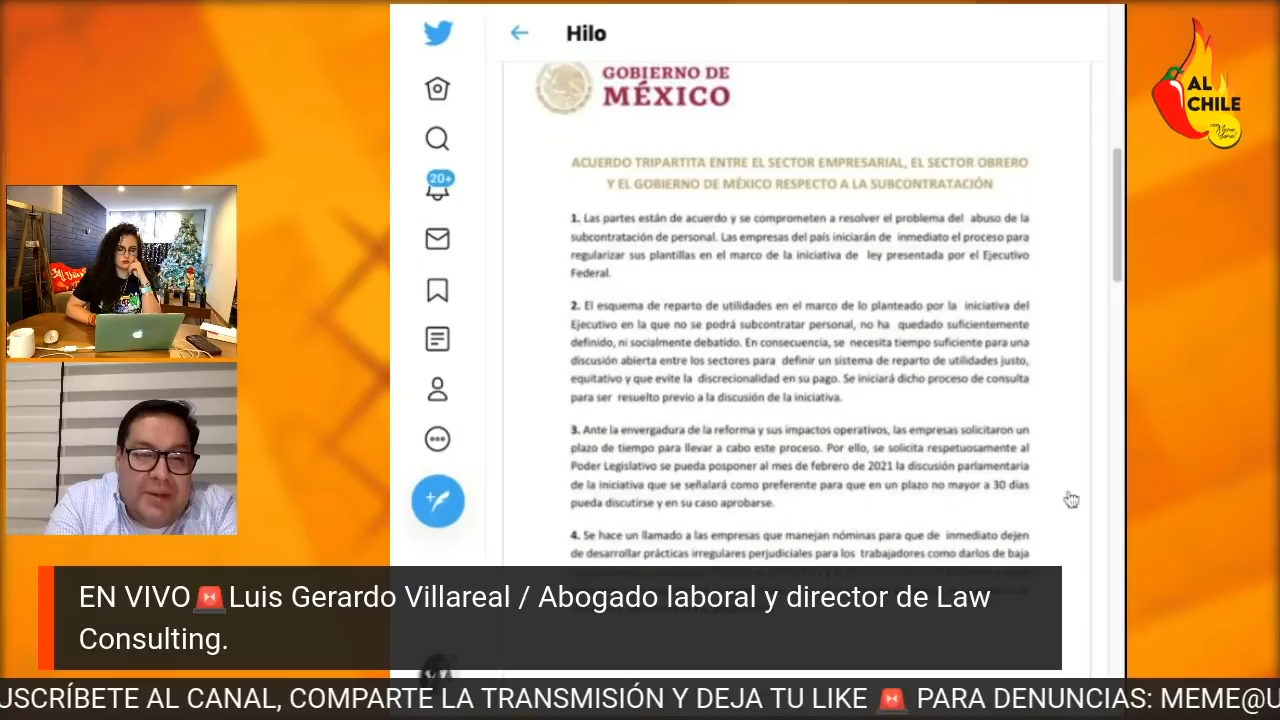 Hilo
GOBIERNO DE
MÉXICO
20+
AL
CHILE
ACUERDO TRIPARTITA ENTRE EL SECTOR EMPRESARIAL, EL SECTOR OBRERO
Y EL GOBIERNO DE MÉXICO RESPECTO A LA SUBCONTRATACIÓN
1. Las partes están de acuerdo y se comprometen a resolver el problema del abuso de la
subcontratación de personal. Las empresas del país iniciarán de inmediato el proceso para
regularizar sus plantillas en el marco de la iniciativa de ley presentada por el Ejecutivo
Federal.
2. El esquema de reparto de utilidades en el marco de lo planteado por la iniciativa del
Ejecutivo en la que no se podrá subcontratar personal, no ha quedado suficientemente
definido, ni socialmente debatido. En consecuencia, se necesita tiempo suficiente para una
discusión abierta entre los sectores para definir un sistema de reparto de utilidades justo,
equitativo y que evite la discrecionalidad en su pago. Se iniciará dicho proceso de consulta
para ser resuelto previo a la discusión de la iniciativa.
3. Ante la envergadura de la reforma y sus impactos operativos, las empresas solicitaron un
plazo de tiempo para llevar a cabo este proceso. Por ello, se solicita respetuosamente al
Poder Legislativo se pueda posponer al mes de febrero de 2021 la discusión parlamentaria
de la iniciativa que se señalará como preferente para que en un plazo no mayor a 30 días
pueda discutirse y en su caso aprobarse.
4. Se hace un llamado a las empresas que manejan nóminas para que de inmediato dejen
de desarrollar prácticas irregulares perjudiciales para los trabajadores como darlos de baja
EN VIVO🚨Luis Gerardo Villareal / Abogado laboral y director de Law
Consulting.
USCRÍBETE AL CANAL, COMPARTE LA TRANSMISIÓN Y DEJA TU LIKE 🚨 PARA DENUNCIAS: MEME@U